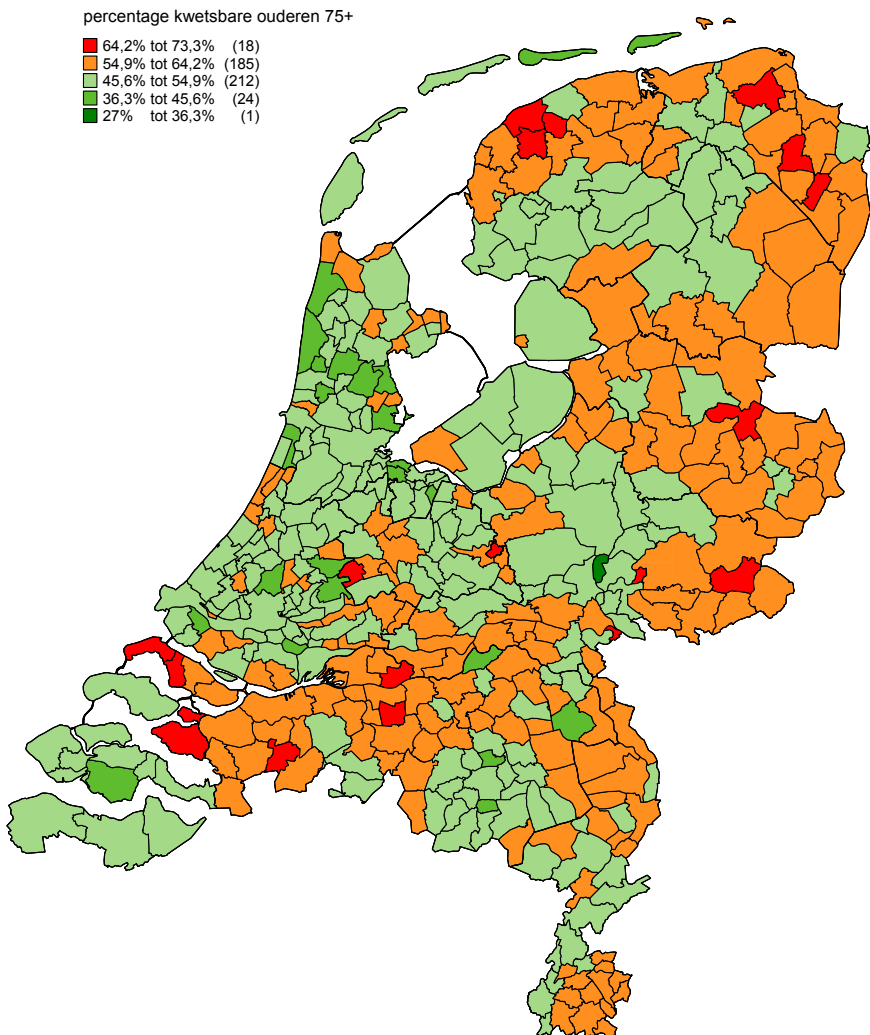 percentage kwetsbare ouderen 75+
64,2% tot 73,3% (18)
54,9% tot 64,2% (185)
45,6% tot 54,9% (212)
36,3% tot 45,6% (24)
27% tot 36,3% (1)